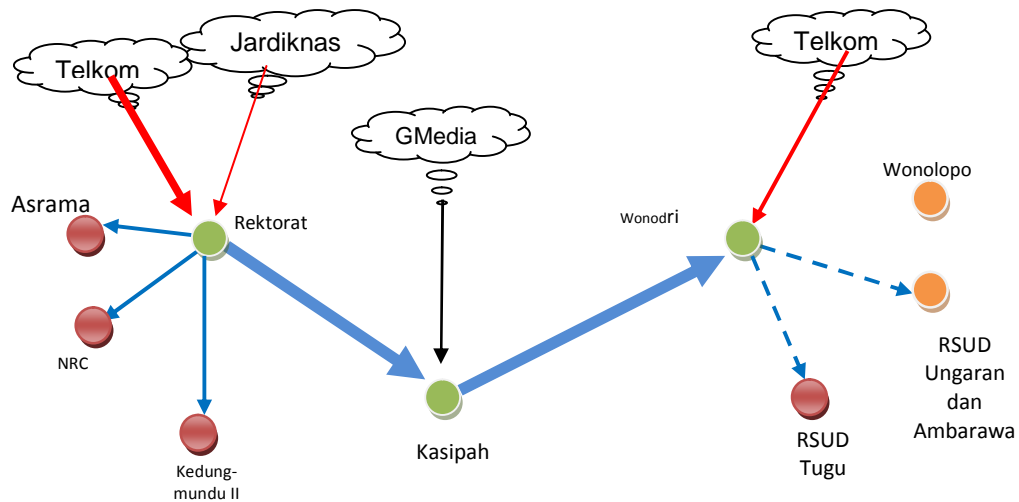 Jardiknas
Telkom
Telkom
GMedia
Wonolopo
Asrama
Rektorat
Wonodri
NRC
RSUD
Ungaran
dan
Ambarawa
Kasipah
RSUD
Tugu
Kedung-
mundu II